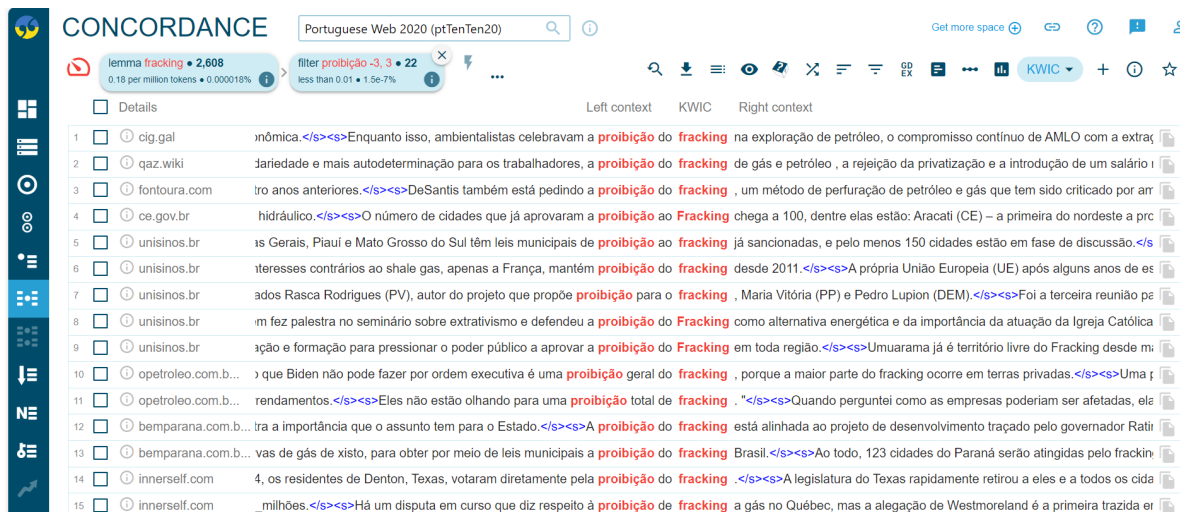 CONCORDANCE
Portuguese Web 2020 (ptTenTen20)
Get more space
lemma fracking • 2,608
0.18 per million tokens • 0.000018%
filter proibição -3, 3 • 22
less than 0.01 • 1.5e-7%
KWIC
Details Left context KWIC Right context
1 cig.gal onômica.</s><s>Enquanto isso, ambientalistas celebravam a proibição do fracking na exploração de petróleo, o compromisso contínuo de AMLO com a extraç
2 qaz.wiki dariedade e mais autodeterminação para os trabalhadores, a proibição do fracking de gás e petróleo , a rejeição da privatização e a introdução de um salário
3 fontoura.com tro anos anteriores.</s><s>DeSantis também está pedindo a proibição do fracking , um método de perfuração de petróleo e gás que tem sido criticado por am
4 ce.gov.br hidráulico.</s><s>O número de cidades que já aprovaram a proibição ao Fracking chega a 100, dentre elas estão: Aracati (CE) – a primeira do nordeste a pro
5 unisinos.br as Gerais, Piauí e Mato Grosso do Sul têm leis municipais de proibição ao fracking já sancionadas, e pelo menos 150 cidades estão em fase de discussão.</s
6 unisinos.br nteresses contrários ao shale gas, apenas a França, mantém proibição do fracking desde 2011.</s><s>A própria União Europeia (UE) após alguns anos de es
7 unisinos.br ados Rasca Rodrigues (PV), autor do projeto que propõe proibição para o fracking , Maria Vitória (PP) e Pedro Lupion (DEM).</s><s>Foi a terceira reunião pa
8 unisinos.br em fez palestra no seminário sobre extrativismo e defendeu a proibição do Fracking como alternativa energética e da importância da atuação da Igreja Católica
9 unisinos.br ação e formação para pressionar o poder público a aprovar a proibição do Fracking em toda região.</s><s>Umuarama já é território livre do Fracking desde ma
10 opetroleo.com.b... o que Biden não pode fazer por ordem executiva é uma proibição geral do fracking , porque a maior parte do fracking ocorre em terras privadas.</s><s>Uma
11 opetroleo.com.b... rendamentos.</s><s>Eles não estão olhando para uma proibição total de fracking . "</s><s>Quando perguntei como as empresas poderiam ser afetadas, ela
12 bemparana.com.b... tra a importância que o assunto tem para o Estado.</s><s>A proibição do fracking está alinhada ao projeto de desenvolvimento traçado pelo governador Ratin
13 bemparana.com.b... vas de gás de xisto, para obter por meio de leis municipais a proibição do fracking Brasil.</s><s>Ao todo, 123 cidades do Paraná serão atingidas pelo fracking
14 innerself.com 4, os residentes de Denton, Texas, votaram diretamente pela proibição do fracking .</s><s>A legislatura do Texas rapidamente retirou a eles e a todos os cida
15 innerself.com _milhões.</s><s>Há um disputa em curso que diz respeito à proibição de fracking a gás no Québec, mas a alegação de Westmoreland é a primeira trazida